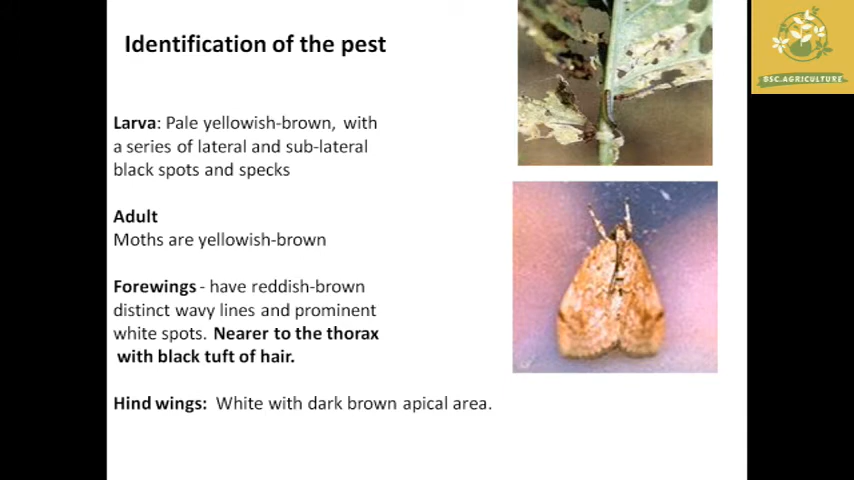 Identification of the pest
Larva: Pale yellowish-brown, with
a series of lateral and sub-lateral
black spots and specks
Adult
Moths are yellowish-brown
Forewings - have reddish-brown
distinct wavy lines and prominent
white spots. Nearer to the thorax
with black tuft of hair.
Hind wings: White with dark brown apical area.
BSC.AGRICULTURE